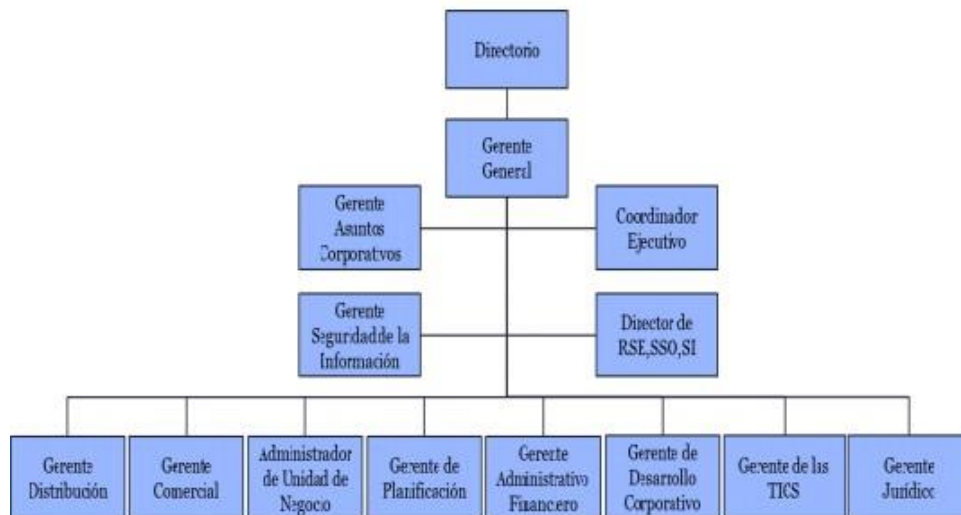 Directorio
Gerente
General
Gerente
Asuntos
Corporativos
Coordinador
Ejecutivo
Gerente
Seguridad de la
Información
Director de
RSE,SSO,SI
Gerente
Distribución
Gerente
Comercial
Administrador
de Unidad de
Negocio
Gerente de
Planificación
Gerente
Administrativo
Financiero
Gerente de
Desarrollo
Corporativo
Gerente de las
TICS
Gerente
Jurídico